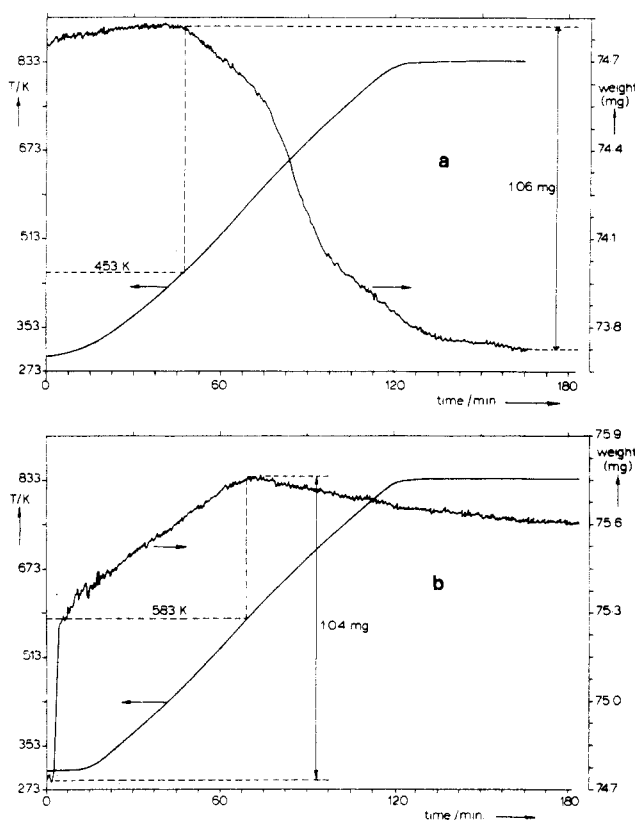 833
T/K
673
513
353
273
453 K
a
1.06 mg
74.7
weight
(mg)
74.4
74.1
73.8
0
60
120
180
time /min
833
T/K
673
513
353
273
583 K
b
1.04 mg
75.9
weight
(mg)
75.6
75.3
75.0
74.7
0
60
120
180
time /min.